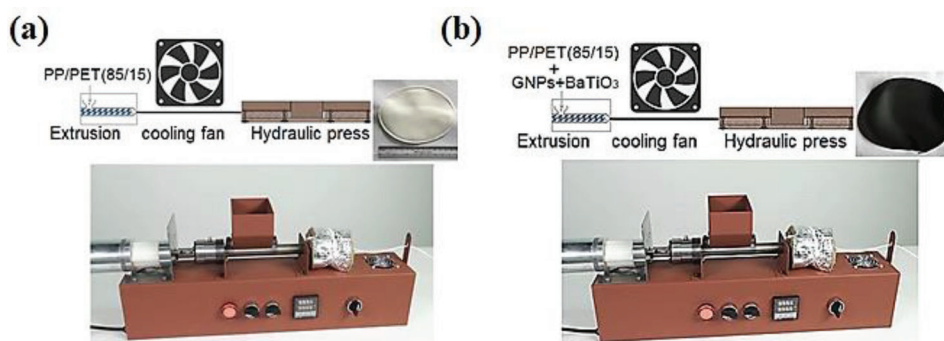 (a)
PP/PET(85/15)
Extrusion cooling fan Hydraulic press
(b)
PP/PET(85/15)
+
GNPs+BaTiO₃
Extrusion cooling fan Hydraulic press